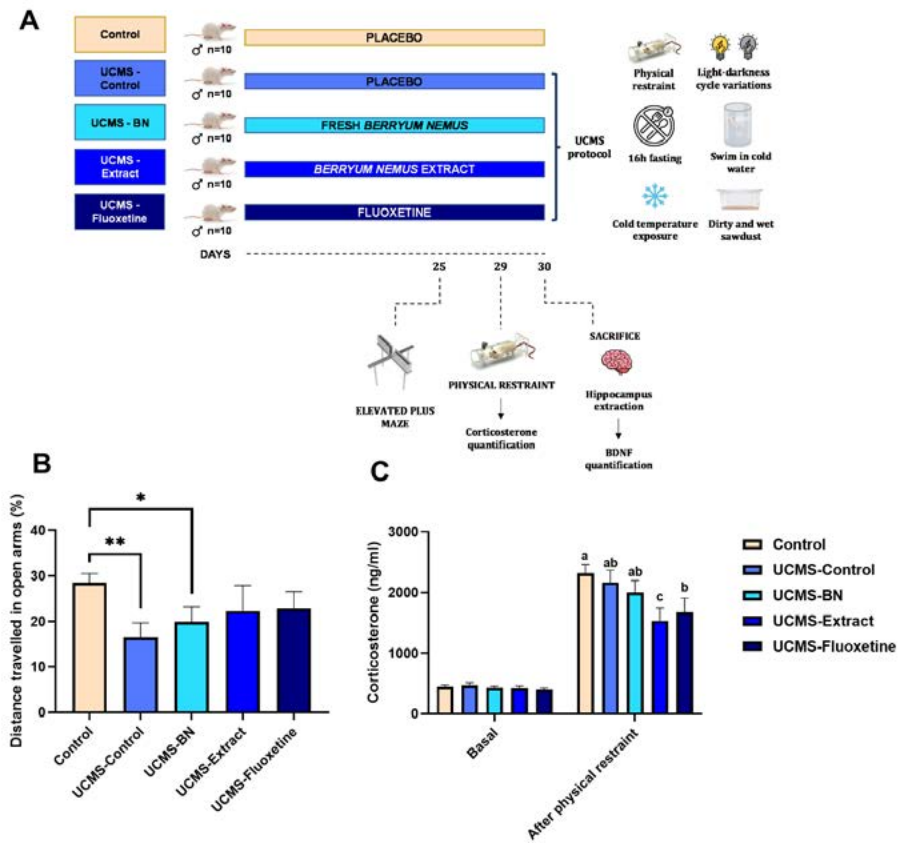 A
Control
♂ n=10
PLACEBO
UCMS -
Control
♂ n=10
PLACEBO
UCMS - BN
♂ n=10
FRESH BERRYUM NEMUS
UCMS -
Extract
♂ n=10
BERRYUM NEMUS EXTRACT
UCMS -
Fluoxetine
♂ n=10
FLUOXETINE
UCMS
protocol
Physical
restraint
Light-darkness
cycle variations
16h fasting
Swim in cold
water
Cold temperature
exposure
Dirty and wet
sawdust
DAYS
25
29
30
ELEVATED PLUS
MAZE
PHYSICAL RESTRAINT
Corticosterone
quantification
SACRIFICE
Hippocampus
extraction
BDNF
quantification
B
Distance travelled in open arms (%)
40
30
20
10
0
*
**
Control
UCMS-Control
UCMS-BN
UCMS-Extract
UCMS-Fluoxetine
C
Corticosterone (ng/ml)
3000
2000
1000
0
a
ab
ab
c
b
Basal
After physical restraint
Control
UCMS-Control
UCMS-BN
UCMS-Extract
UCMS-Fluoxetine